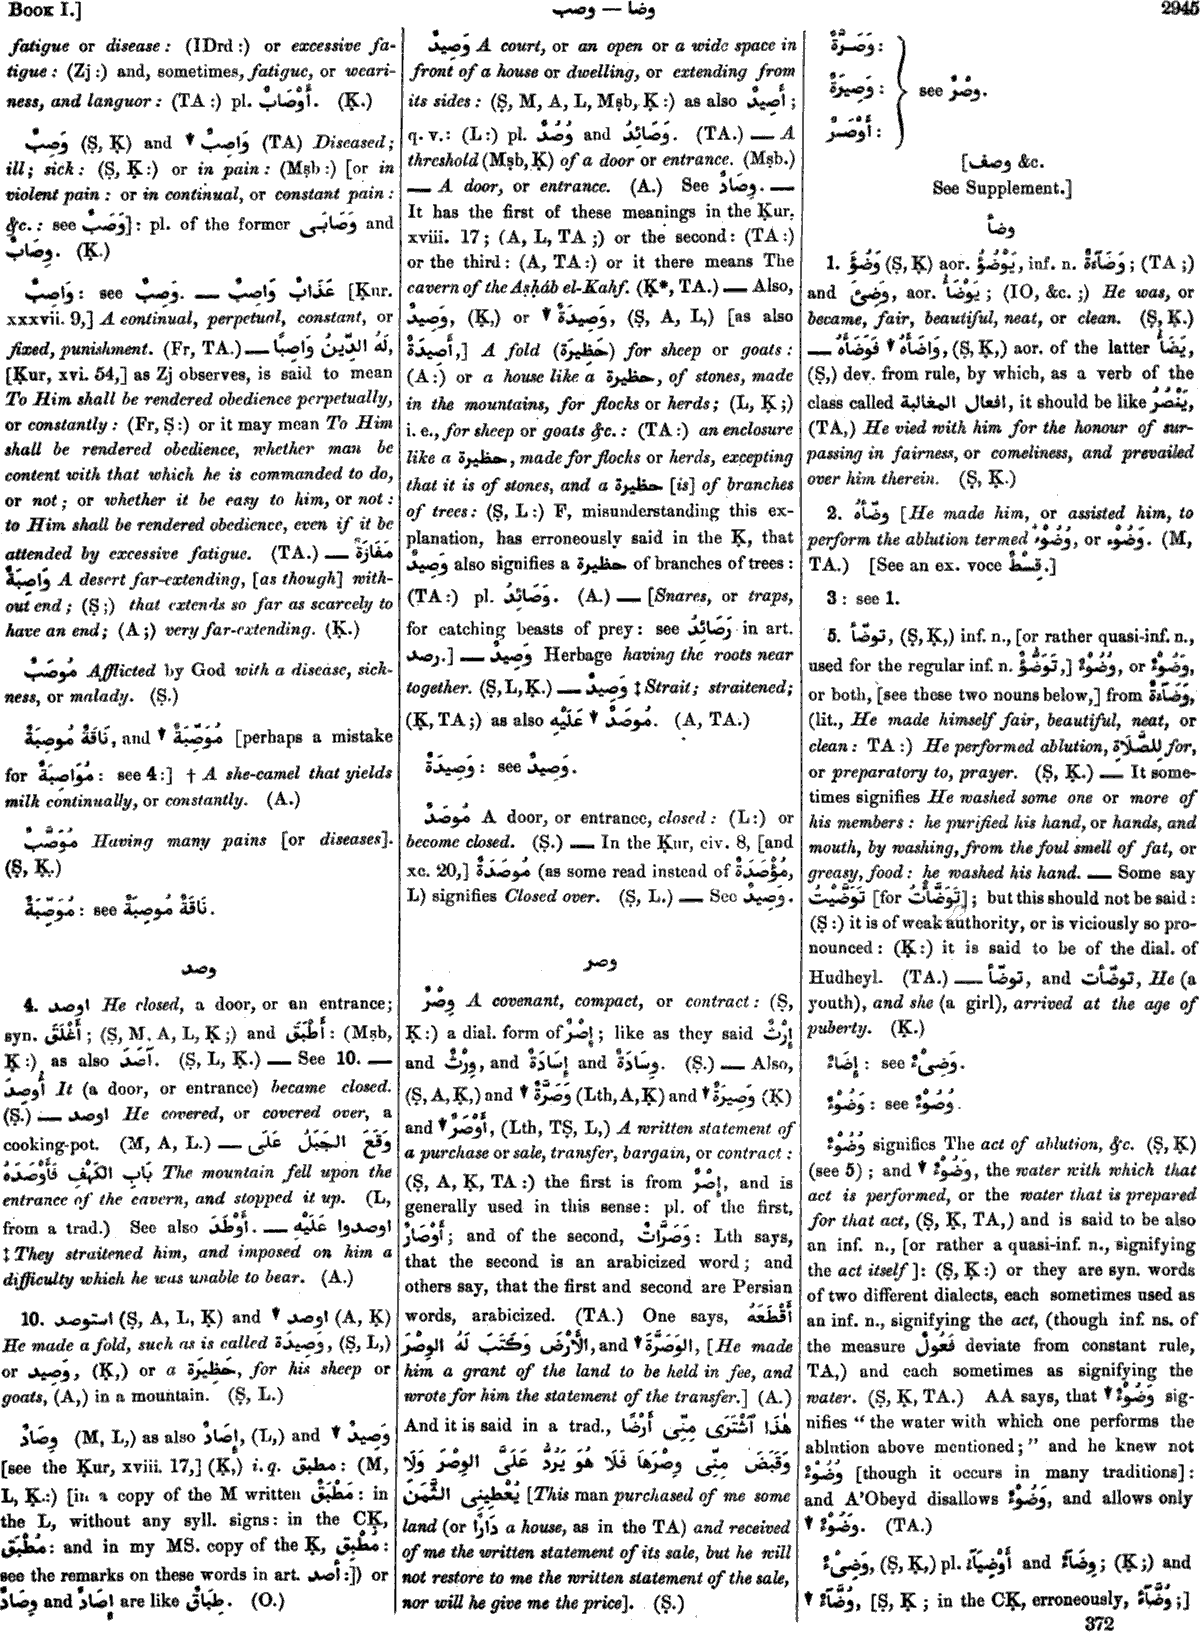 BOOK I.]
وضأ — وصب
2945
fatigue or disease : (IDrd :) or excessive fa-
tigue : (Zj :) and, sometimes, fatigue, or weari-
ness, and languor : (TA :) pl. أَوْصَابٌ. (Ḳ.)
وَصِبٌ (Ṣ, Ḳ) and ▼ وَاصِبٌ (TA) Diseased;
ill; sick : (Ṣ, Ḳ :) or in pain : (Mṣb :) [or in
violent pain : or in continual, or constant pain :
&c. : see وَصَبٌ] : pl. of the former وَصَابَى and
وِصَابٌ. (Ḳ.)
وَاصِبٌ : see وَصِبٌ. — عَذَابٌ وَاصِبٌ [Ḳur.
xxxvii. 9,] A continual, perpetual, constant, or
fixed, punishment. (Fr, TA.) — لَهُ الدِّينُ وَاصِبًا,
[Ḳur, xvi. 54,] as Zj observes, is said to mean
To Him shall be rendered obedience perpetually,
or constantly : (Fr, Ṣ :) or it may mean To Him
shall be rendered obedience, whether man be
content with that which he is commanded to do,
or not; or whether it be easy to him, or not :
to Him shall be rendered obedience, even if it be
attended by excessive fatigue. (TA.) — مَفَازَةٌ
وَاصِبَةٌ A desert far-extending, [as though] with-
out end; (Ṣ ;) that extends so far as scarcely to
have an end; (A ;) very far-extending. (Ḳ.)
مُوصَبٌ Afflicted by God with a disease, sick-
ness, or malady. (Ṣ.)
نَاقَةٌ مُوصِبَةٌ, and ▼ مُوَصِّبَةٌ [perhaps a mistake
for مُوَاصِبَةٌ : see 4 :] † A she-camel that yields
milk continually, or constantly. (A.)
مُوَصَّبٌ Having many pains [or diseases].
(Ṣ, Ḳ.)
مُوَصِّبَةٌ : see نَاقَةٌ مُوصِبَةٌ.
وصد
4. اوصد He closed, a door, or an entrance;
syn. أَغْلَقَ ; (Ṣ, M, A, L, Ḳ ;) and أَطْبَقَ : (Mṣb,
Ḳ :) as also آصَدَ. (Ṣ, L, Ḳ.) — See 10. —
أُوصِدَ It (a door, or entrance) became closed.
(Ṣ.) — اوصد He covered, or covered over, a
cooking-pot. (M, A, L.) — وَقَعَ الجَبَلُ عَلَى
بَابِ الكَهْفِ فَأَوْصَدَهُ The mountain fell upon the
entrance of the cavern, and stopped it up. (L,
from a trad.) See also أَوْطَدَ. — اوصدوا عَلَيْهِ
‡ They straitened him, and imposed on him a
difficulty which he was unable to bear. (A.)
10. استوصد (Ṣ, A, L, Ḳ) and ▼ اوصد (A, Ḳ)
He made a fold, such as is called وَصِيدَة, (Ṣ, L,)
or وَصِيد, (Ḳ,) or a حَظِيرَة, for his sheep or
goats, (A,) in a mountain. (Ṣ, L.)
وِصَادٌ (M, L,) as also إِصَادٌ, (L,) and ▼ وَصِيدٌ
[see the Ḳur, xviii. 17,] (Ḳ,) i. q. مطبق : (M,
L, Ḳ.:) [in a copy of the M written مُطْبَقٌ : in
the L, without any syll. signs : in the CḲ,
مُطْبَقٌ : and in my MS. copy of the Ḳ, مُطْبِقٌ :
see the remarks on these words in art. أصد :]) or
وِصَادٌ and إِصَادٌ are like طِبَاقٌ. (O.)
وَصِيدٌ A court, or an open or a wide space in
front of a house or dwelling, or extending from
its sides : (Ṣ, M, A, L, Mṣb, Ḳ :) as also أَصِيدٌ ;
q. v. : (L :) pl. وُصُدٌ and وَصَائِدُ. (TA.) — A
threshold (Mṣb, Ḳ) of a door or entrance. (Mṣb.)
— A door, or entrance. (A.) See وِصَادٌ. —
It has the first of these meanings in the Ḳur,
xviii. 17 ; (A, L, TA ;) or the second : (TA :)
or the third : (A, TA :) or it there means The
cavern of the Aṣḥáb el-Kahf. (Ḳ*, TA.) — Also,
وَصِيدٌ, (Ḳ,) or ▼ وَصِيدَةٌ, (Ṣ, A, L,) [as also
أَصِيدَةٌ,] A fold (حَظِيرَة) for sheep or goats :
(A :) or a house like a حظيرة, of stones, made
in the mountains, for flocks or herds; (L, Ḳ ;)
i. e., for sheep or goats &c. : (TA :) an enclosure
like a حظيرة, made for flocks or herds, excepting
that it is of stones, and a حظيرة [is] of branches
of trees : (Ṣ, L :) F, misunderstanding this ex-
planation, has erroneously said in the Ḳ, that
وَصِيدٌ also signifies a حظيرة of branches of trees :
(TA :) pl. وَصَائِدُ. (A.) — [Snares, or traps,
for catching beasts of prey : see رَصَائِدُ in art.
رصد.] — وَصِيدٌ Herbage having the roots near
together. (Ṣ, L, Ḳ.) — وَصِيدٌ ‡ Strait; straitened;
(Ḳ, TA ;) as also مُوصَدٌ ▼ عَلَيْهِ. (A, TA.)
وَصِيدَةٌ : see وَصِيدٌ.
مُوصَدٌ A door, or entrance, closed : (L :) or
become closed. (Ṣ.) — In the Ḳur, civ. 8, [and
xc. 20,] مُوصَدَةٌ (as some read instead of مُؤْصَدَةٌ,
L) signifies Closed over. (Ṣ, L.) — See وَصِيدٌ.
وصر
وِصْرٌ A covenant, compact, or contract : (Ṣ,
Ḳ :) a dial. form of إِصْرٌ ; like as they said إِرْثٌ
and وِرْثٌ, and إِسَادَةٌ and وِسَادَةٌ. (Ṣ.) — Also,
(Ṣ, A, Ḳ,) and ▼ وَصَرَّةٌ (Lth, A, Ḳ) and ▼ وَصِيرَةٌ (Ḳ)
and ▼ أَوْصَرٌ, (Lth, TṢ, L,) A written statement of
a purchase or sale, transfer, bargain, or contract :
(Ṣ, A, Ḳ, TA :) the first is from إِصْرٌ, and is
generally used in this sense : pl. of the first,
أَوْصَارٌ ; and of the second, وَصَرَّاتٌ : Lth says,
that the second is an arabicized word ; and
others say, that the first and second are Persian
words, arabicized. (TA.) One says, أَقْطَعَهُ
الأَرْضَ وَكَتَبَ لَهُ الوِصْرَ, and ▼ الوَصَرَّةَ, [He made
him a grant of the land to be held in fee, and
wrote for him the statement of the transfer.] (A.)
And it is said in a trad., هٰذَا ٱشْتَرَى مِنِّى أَرْضًا
وَقَبَضَ مِنِّى وِصْرَهَا فَلَا هُوَ يَرُدُّ عَلَىَّ الوِصْرَ وَلَا
يُعْطِينِى الثَّمَنَ [This man purchased of me some
land (or دَارًا a house, as in the TA) and received
of me the written statement of its sale, but he will
not restore to me the written statement of the sale,
nor will he give me the price]. (Ṣ.)
وَصَرَّةٌ :
وَصِيرَةٌ : see وِصْرٌ.
أَوْصَرٌ :
[وصف &c.
See Supplement.]
وضأ
1. وَضُؤَ (Ṣ, Ḳ) aor. يَوْضُؤُ, inf. n. وَضَآءَةٌ ; (TA ;)
and وَضِئَ, aor. يَوْضَأُ ; (IO, &c. ;) He was, or
became, fair, beautiful, neat, or clean. (Ṣ, Ḳ.)
— وَاضَأَهُ ▼ فَوَضَأَهُ, (Ṣ, Ḳ,) aor. of the latter يَضَأُ,
(Ṣ,) dev. from rule, by which, as a verb of the
class called افعال المغالبة, it should be like يَنْصُرُ,
(TA,) He vied with him for the honour of sur-
passing in fairness, or comeliness, and prevailed
over him therein. (Ṣ, Ḳ.)
2. وضّأهُ [He made him, or assisted him, to
perform the ablution termed وُضُوْء, or وَضُوْء. (M,
TA.) [See an ex. voce قِسْطٌ.]
3 : see 1.
5. توضّأ, (Ṣ, Ḳ,) inf. n., [or rather quasi-inf. n.,
used for the regular inf. n. تَوَضُّؤٌ,] وُضُوْءٌ, or وَضُوْءٌ,
or both, [see these two nouns below,] from وَضَآءَةٌ,
(lit., He made himself fair, beautiful, neat, or
clean : TA :) He performed ablution, لِلصَّلَاةِ for,
or preparatory to, prayer. (Ṣ, Ḳ.) — It some-
times signifies He washed some one or more of
his members : he purified his hand, or hands, and
mouth, by washing, from the foul smell of fat, or
greasy, food : he washed his hand. — Some say
تَوَضَّيْتُ [for تَوَضَّأْتُ] ; but this should not be said :
(Ṣ :) it is of weak authority, or is viciously so pro-
nounced : (Ḳ :) it is said to be of the dial. of
Hudheyl. (TA.) — توضّأ, and توضّأت, He (a
youth), and she (a girl), arrived at the age of
puberty. (Ḳ.)
إِضَاءٌ : see وَضِىْءٌ.
وَضُوْءٌ : see وُضُوْءٌ.
وُضُوْءٌ signifies The act of ablution, &c. (Ṣ, Ḳ)
(see 5) ; and ▼ وَضُوْءٌ, the water with which that
act is performed, or the water that is prepared
for that act, (Ṣ, Ḳ, TA,) and is said to be also
an inf. n., [or rather a quasi-inf. n., signifying
the act itself] : (Ṣ, Ḳ :) or they are syn. words
of two different dialects, each sometimes used as
an inf. n., signifying the act, (though inf. ns. of
the measure فَعُولٌ deviate from constant rule,
TA,) and each sometimes as signifying the
water. (Ṣ, Ḳ, TA.) AA says, that ▼ وَضُوْءٌ sig-
nifies "the water with which one performs the
ablution above mentioned;" and he knew not
وُضُوْءٌ [though it occurs in many traditions] :
and A'Obeyd disallows وُضُوْءٌ, and allows only
▼ وَضُوْءٌ. (TA.)
وَضِىْءٌ, (Ṣ, Ḳ,) pl. أَوْضِيَآءُ and وِضَآءٌ ; (Ḳ ;) and
▼ وُضَّآءٌ, [Ṣ, Ḳ ; in the CḲ, erroneously, وُضَّآءٌ ;]
372